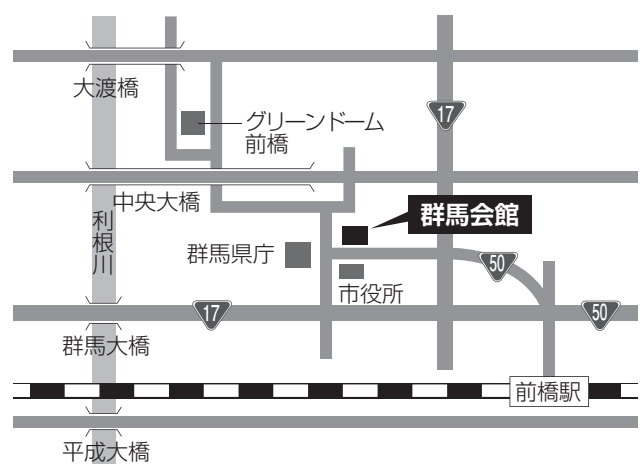 大渡橋
17
グリーンドーム
前橋
中央大橋
利根川
群馬会館
群馬県庁
50
市役所
17
50
群馬大橋
前橋駅
平成大橋